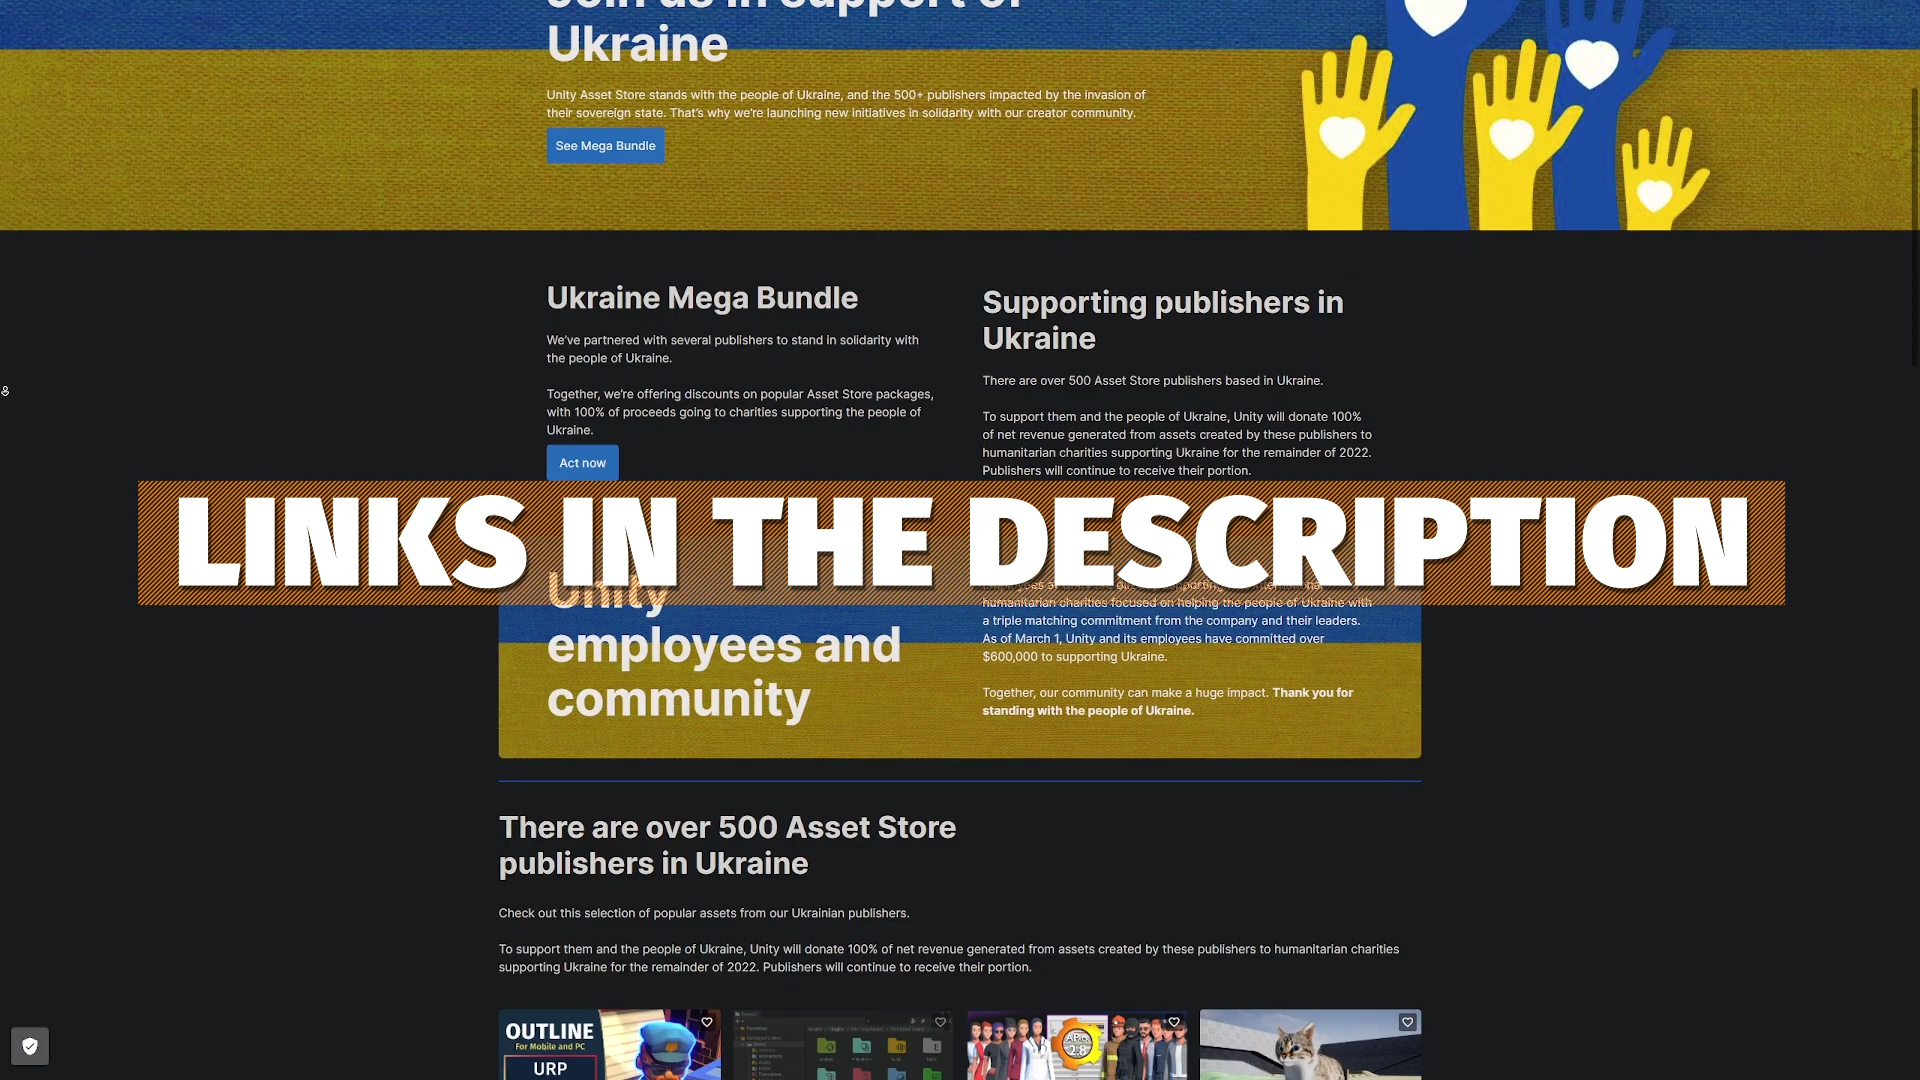 Join us in support of
Ukraine
Unity Asset Store stands with the people of Ukraine, and the 500+ publishers impacted by the invasion of
their sovereign state. That's why we're launching new initiatives in solidarity with our creator community.
See Mega Bundle
Ukraine Mega Bundle
We've partnered with several publishers to stand in solidarity with
the people of Ukraine.
Together, we're offering discounts on popular Asset Store packages,
with 100% of proceeds going to charities supporting the people of
Ukraine.
Act now
Supporting publishers in
Ukraine
There are over 500 Asset Store publishers based in Ukraine.
To support them and the people of Ukraine, Unity will donate 100%
of net revenue generated from assets created by these publishers to
humanitarian charities supporting Ukraine for the remainder of 2022.
Publishers will continue to receive their portion.
LINKS IN THE DESCRIPTION
Unity
employees and
community
humanitarian charities focused on helping the people of Ukraine with
a triple matching commitment from the company and their leaders.
As of March 1, Unity and its employees have committed over
$600,000 to supporting Ukraine.
Together, our community can make a huge impact. Thank you for
standing with the people of Ukraine.
There are over 500 Asset Store
publishers in Ukraine
Check out this selection of popular assets from our Ukrainian publishers.
To support them and the people of Ukraine, Unity will donate 100% of net revenue generated from assets created by these publishers to humanitarian charities
supporting Ukraine for the remainder of 2022. Publishers will continue to receive their portion.
OUTLINE
For Mobile and PC
URP
2.8